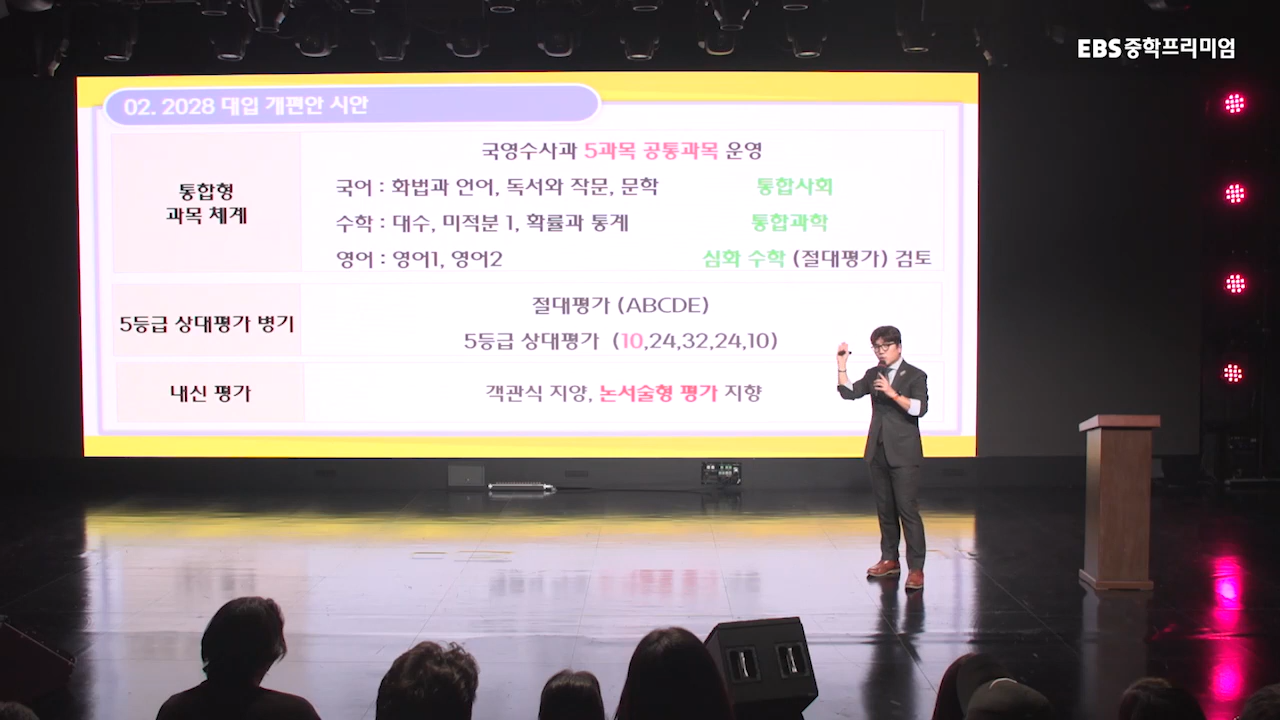 EBS 중학프리미엄
02. 2028 대입 개편안 시안
통합형
과목 체계
국영수사과 5과목 공통과목 운영
국어 : 화법과 언어, 독서와 작문, 문학 통합사회
수학 : 대수, 미적분 1, 확률과 통계 통합과학
영어 : 영어1, 영어2 심화 수학 (절대평가) 검토
5등급 상대평가 병기
절대평가 (ABCDE)
5등급 상대평가 (10,24,32,24,10)
내신 평가
객관식 지양, 논서술형 평가 지향